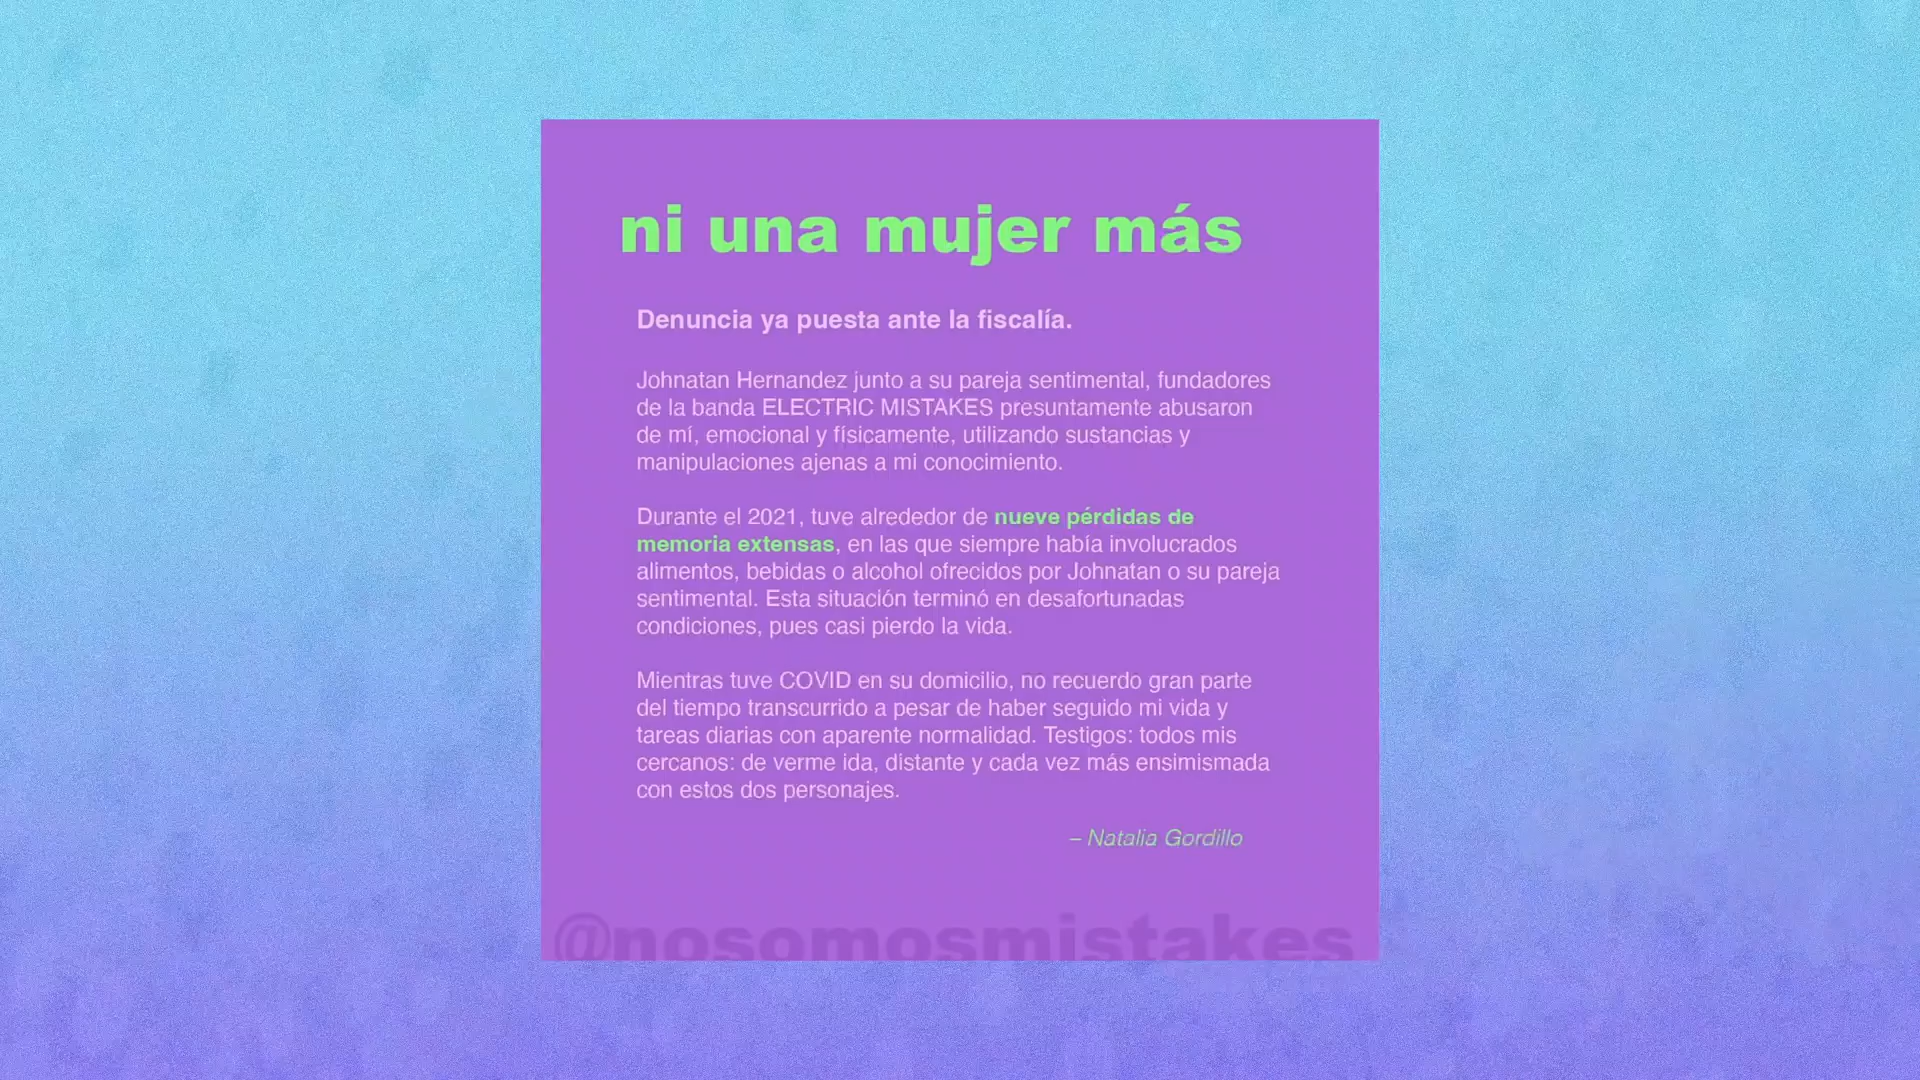 ni una mujer más
Denuncia ya puesta ante la fiscalía.
Johnatan Hernandez junto a su pareja sentimental, fundadores
de la banda ELECTRIC MISTAKES presuntamente abusaron
de mí, emocional y físicamente, utilizando sustancias y
manipulaciones ajenas a mi conocimiento.
Durante el 2021, tuve alrededor de nueve pérdidas de
memoria extensas, en las que siempre había involucrados
alimentos, bebidas o alcohol ofrecidos por Johnatan o su pareja
sentimental. Esta situación terminó en desafortunadas
condiciones, pues casi pierdo la vida.
Mientras tuve COVID en su domicilio, no recuerdo gran parte
del tiempo transcurrido a pesar de haber seguido mi vida y
tareas diarias con aparente normalidad. Testigos: todos mis
cercanos: de verme ida, distante y cada vez más ensimismada
con estos dos personajes.
– Natalia Gordillo
@nosomosmistakes